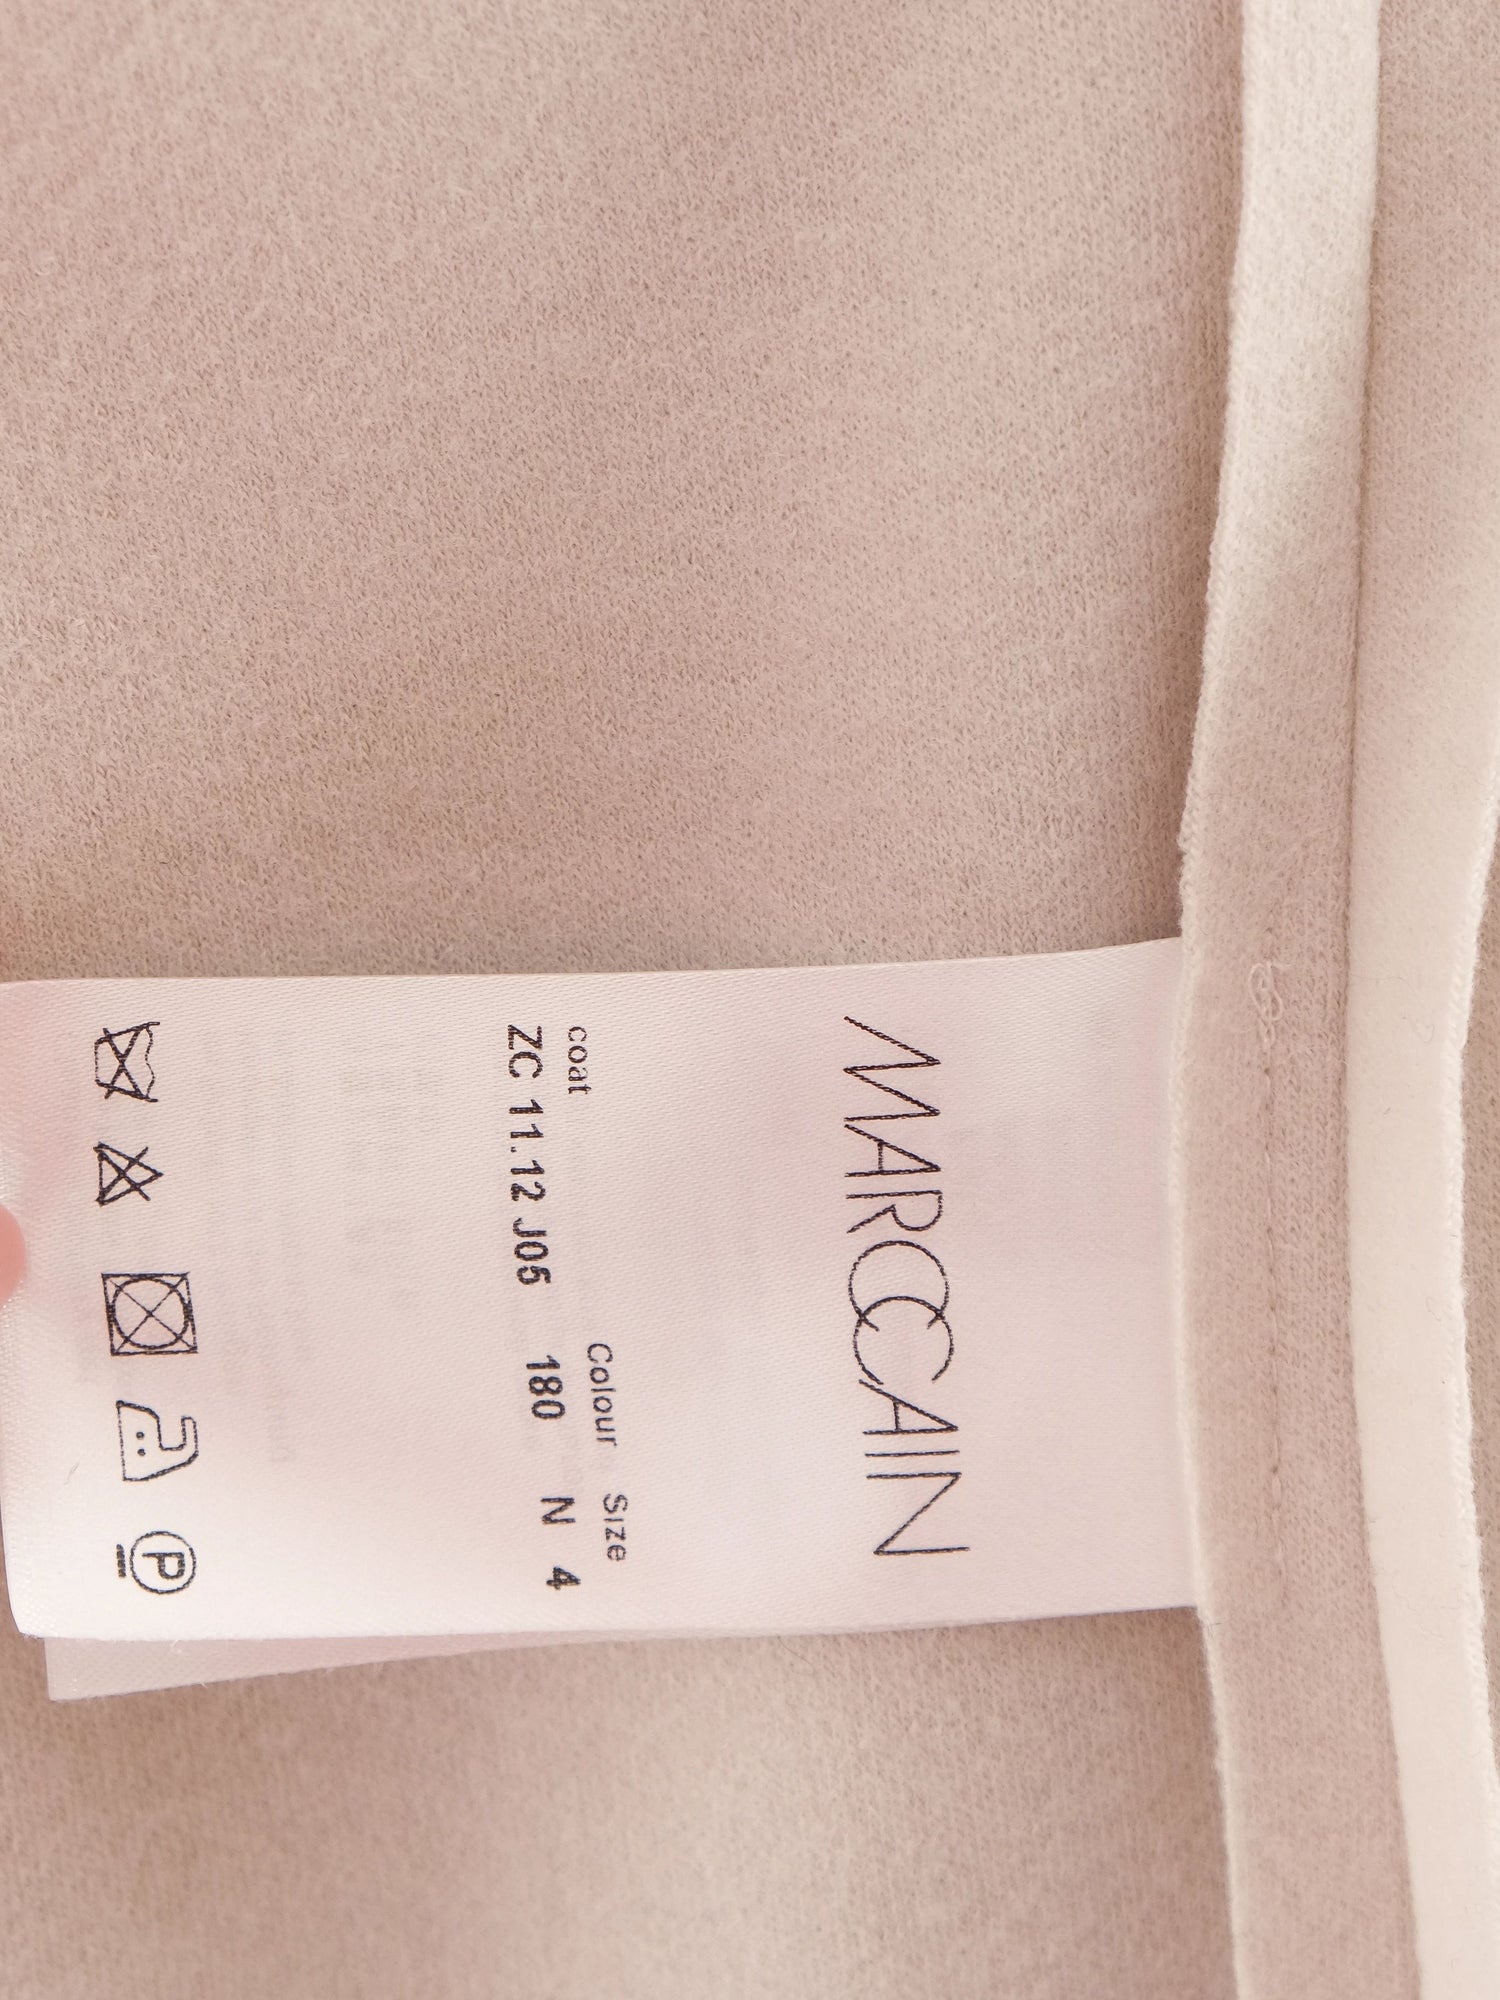 MARCCAIN
coat Colour Size
ZC 11.12 J05 180 N 4
P